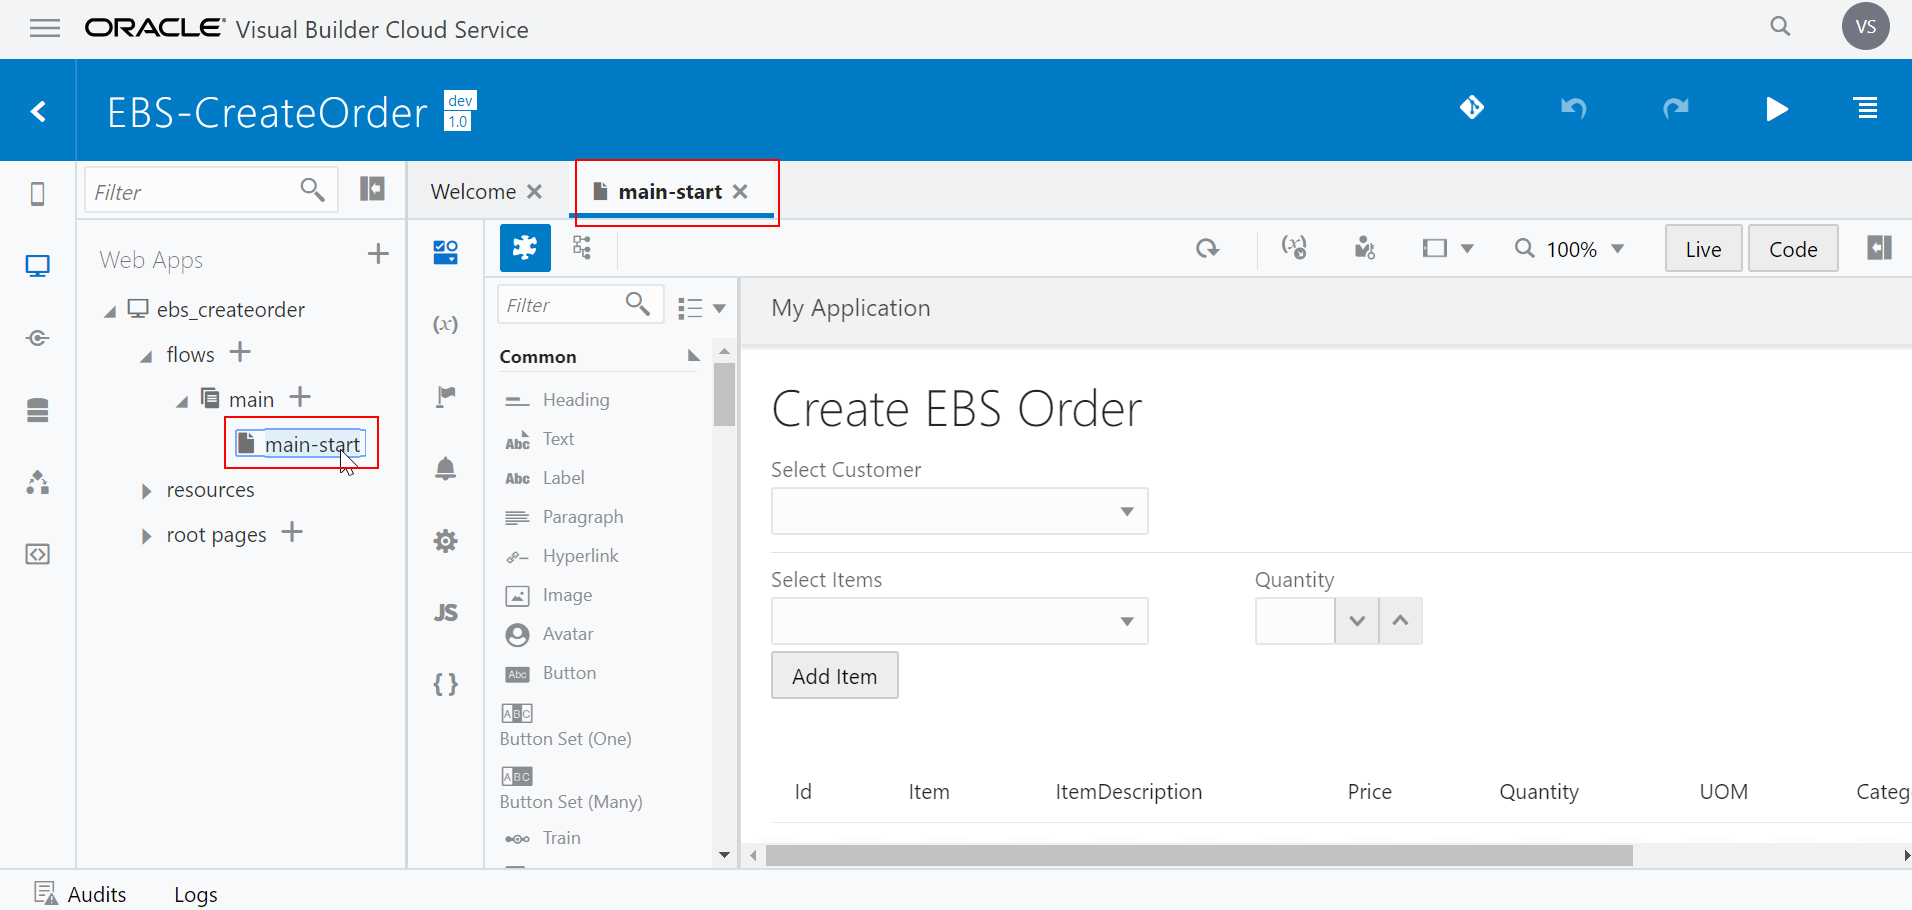 ORACLE Visual Builder Cloud Service
VS
EBS-CreateOrder
dev
1.0
Filter
Welcome
main-start
Web Apps
ebs_createorder
flows
main
main-start
resources
root pages
(x)
JS
{ }
(x)
100%
Live
Code
Filter
Common
Heading
Abc Text
Abc Label
Paragraph
Hyperlink
Image
Avatar
Abc Button
ABC
Button Set (One)
ABC
Button Set (Many)
Train
My Application
Create EBS Order
Select Customer
Select Items
Quantity
Add Item
Id Item ItemDescription Price Quantity UOM Categ
Audits
Logs